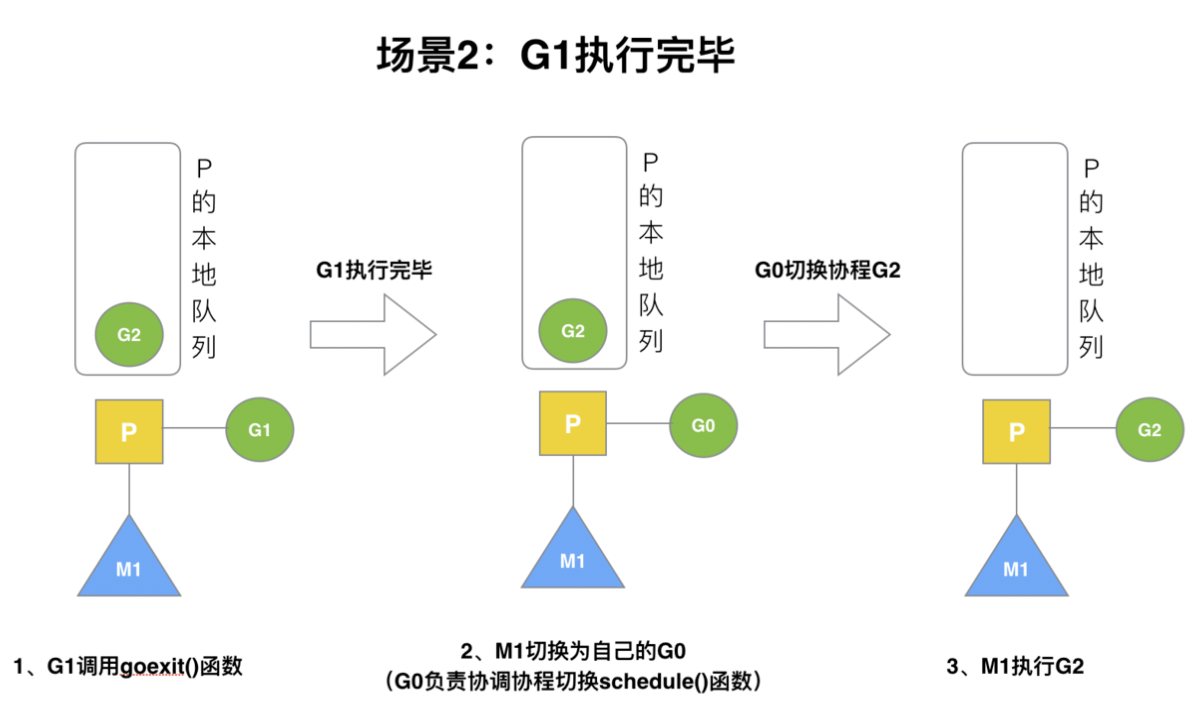 场景2：G1执行完毕
P的本地队列
G2
P
G1
M1
1、G1调用goexit()函数
G1执行完毕
P的本地队列
G2
P
G0
M1
2、M1切换为自己的G0
（G0负责协调协程切换schedule()函数）
G0切换协程G2
P的本地队列
P
G2
M1
3、M1执行G2